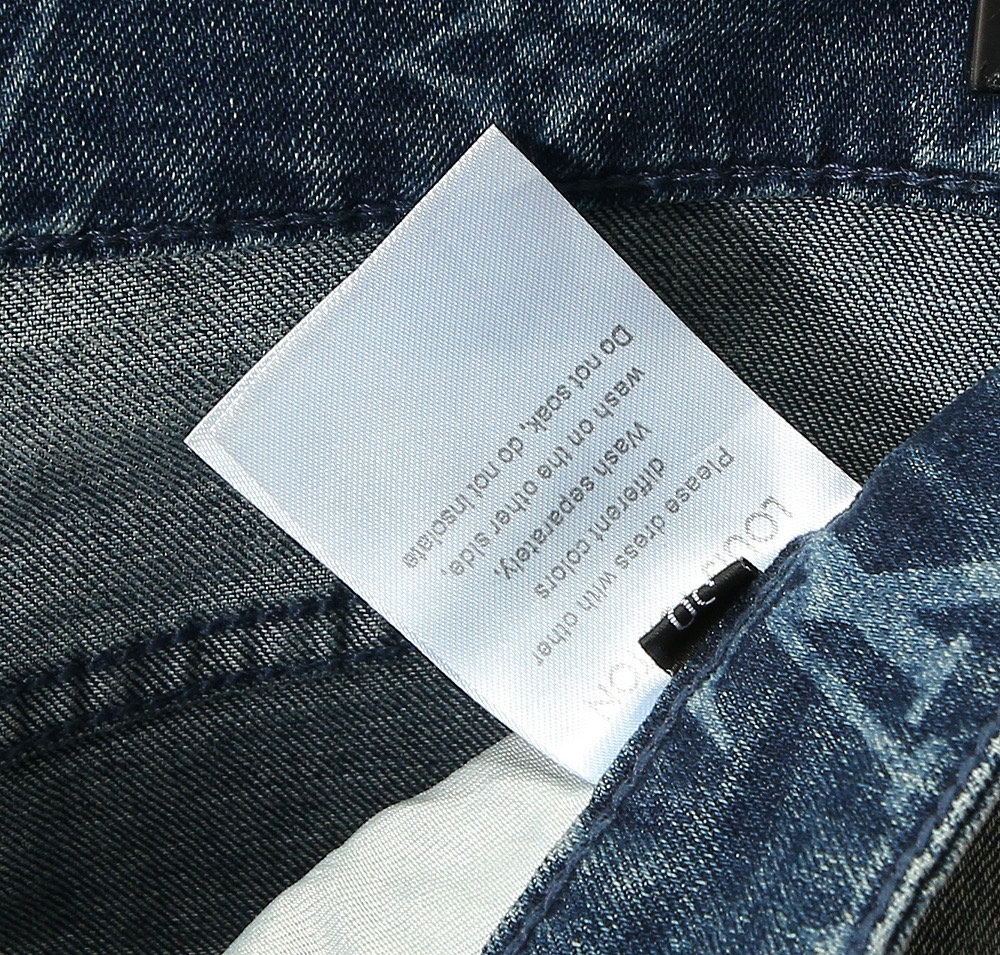 LOUIS
30
Please dress with other
different colors
Wash separately,
wash on the other side,
Do not soak, do not insolate